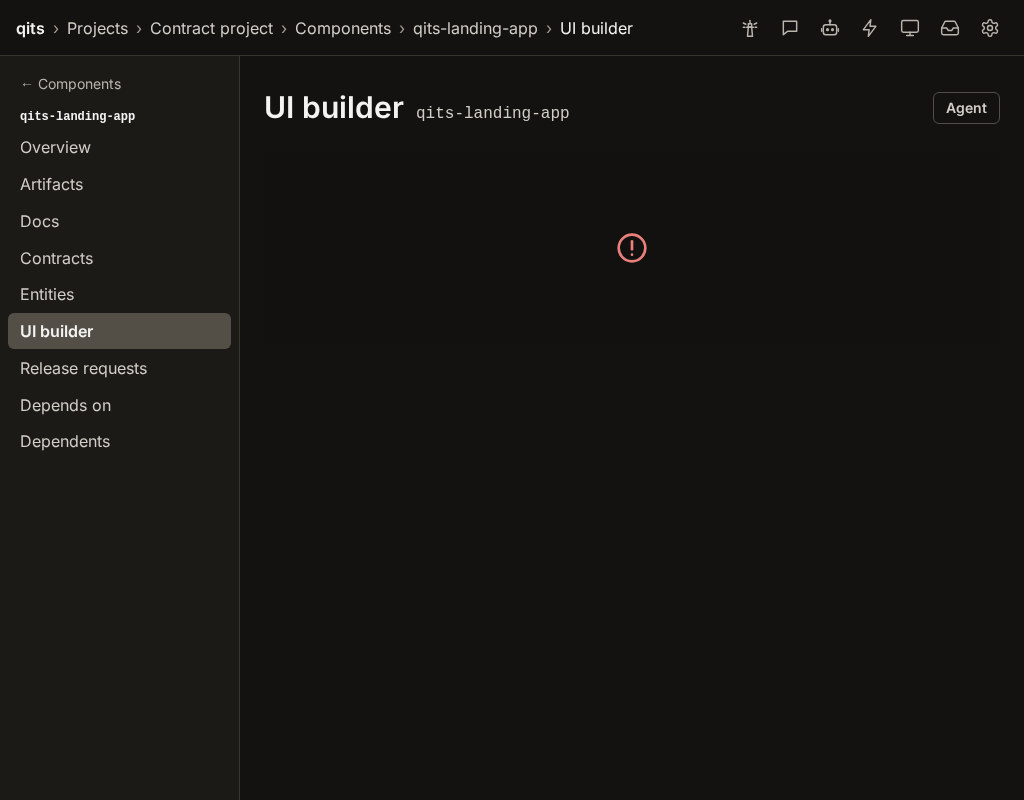 qits › Projects › Contract project › Components › qits-landing-app › UI builder
← Components
qits-landing-app
Overview
Artifacts
Docs
Contracts
Entities
UI builder
Release requests
Depends on
Dependents
UI builder qits-landing-app
Agent